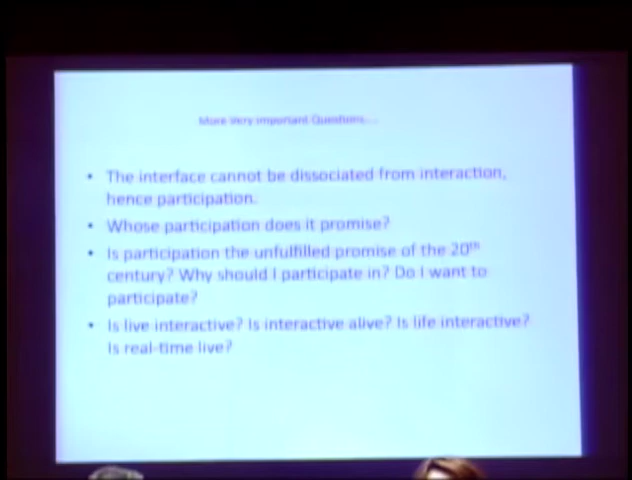 More Very Important Questions....
• The interface cannot be dissociated from interaction,
hence participation.
• Whose participation does it promise?
• Is participation the unfulfilled promise of the 20th
century? Why should I participate in? Do I want to
participate?
• Is live interactive? Is interactive alive? Is life interactive?
Is real-time live?